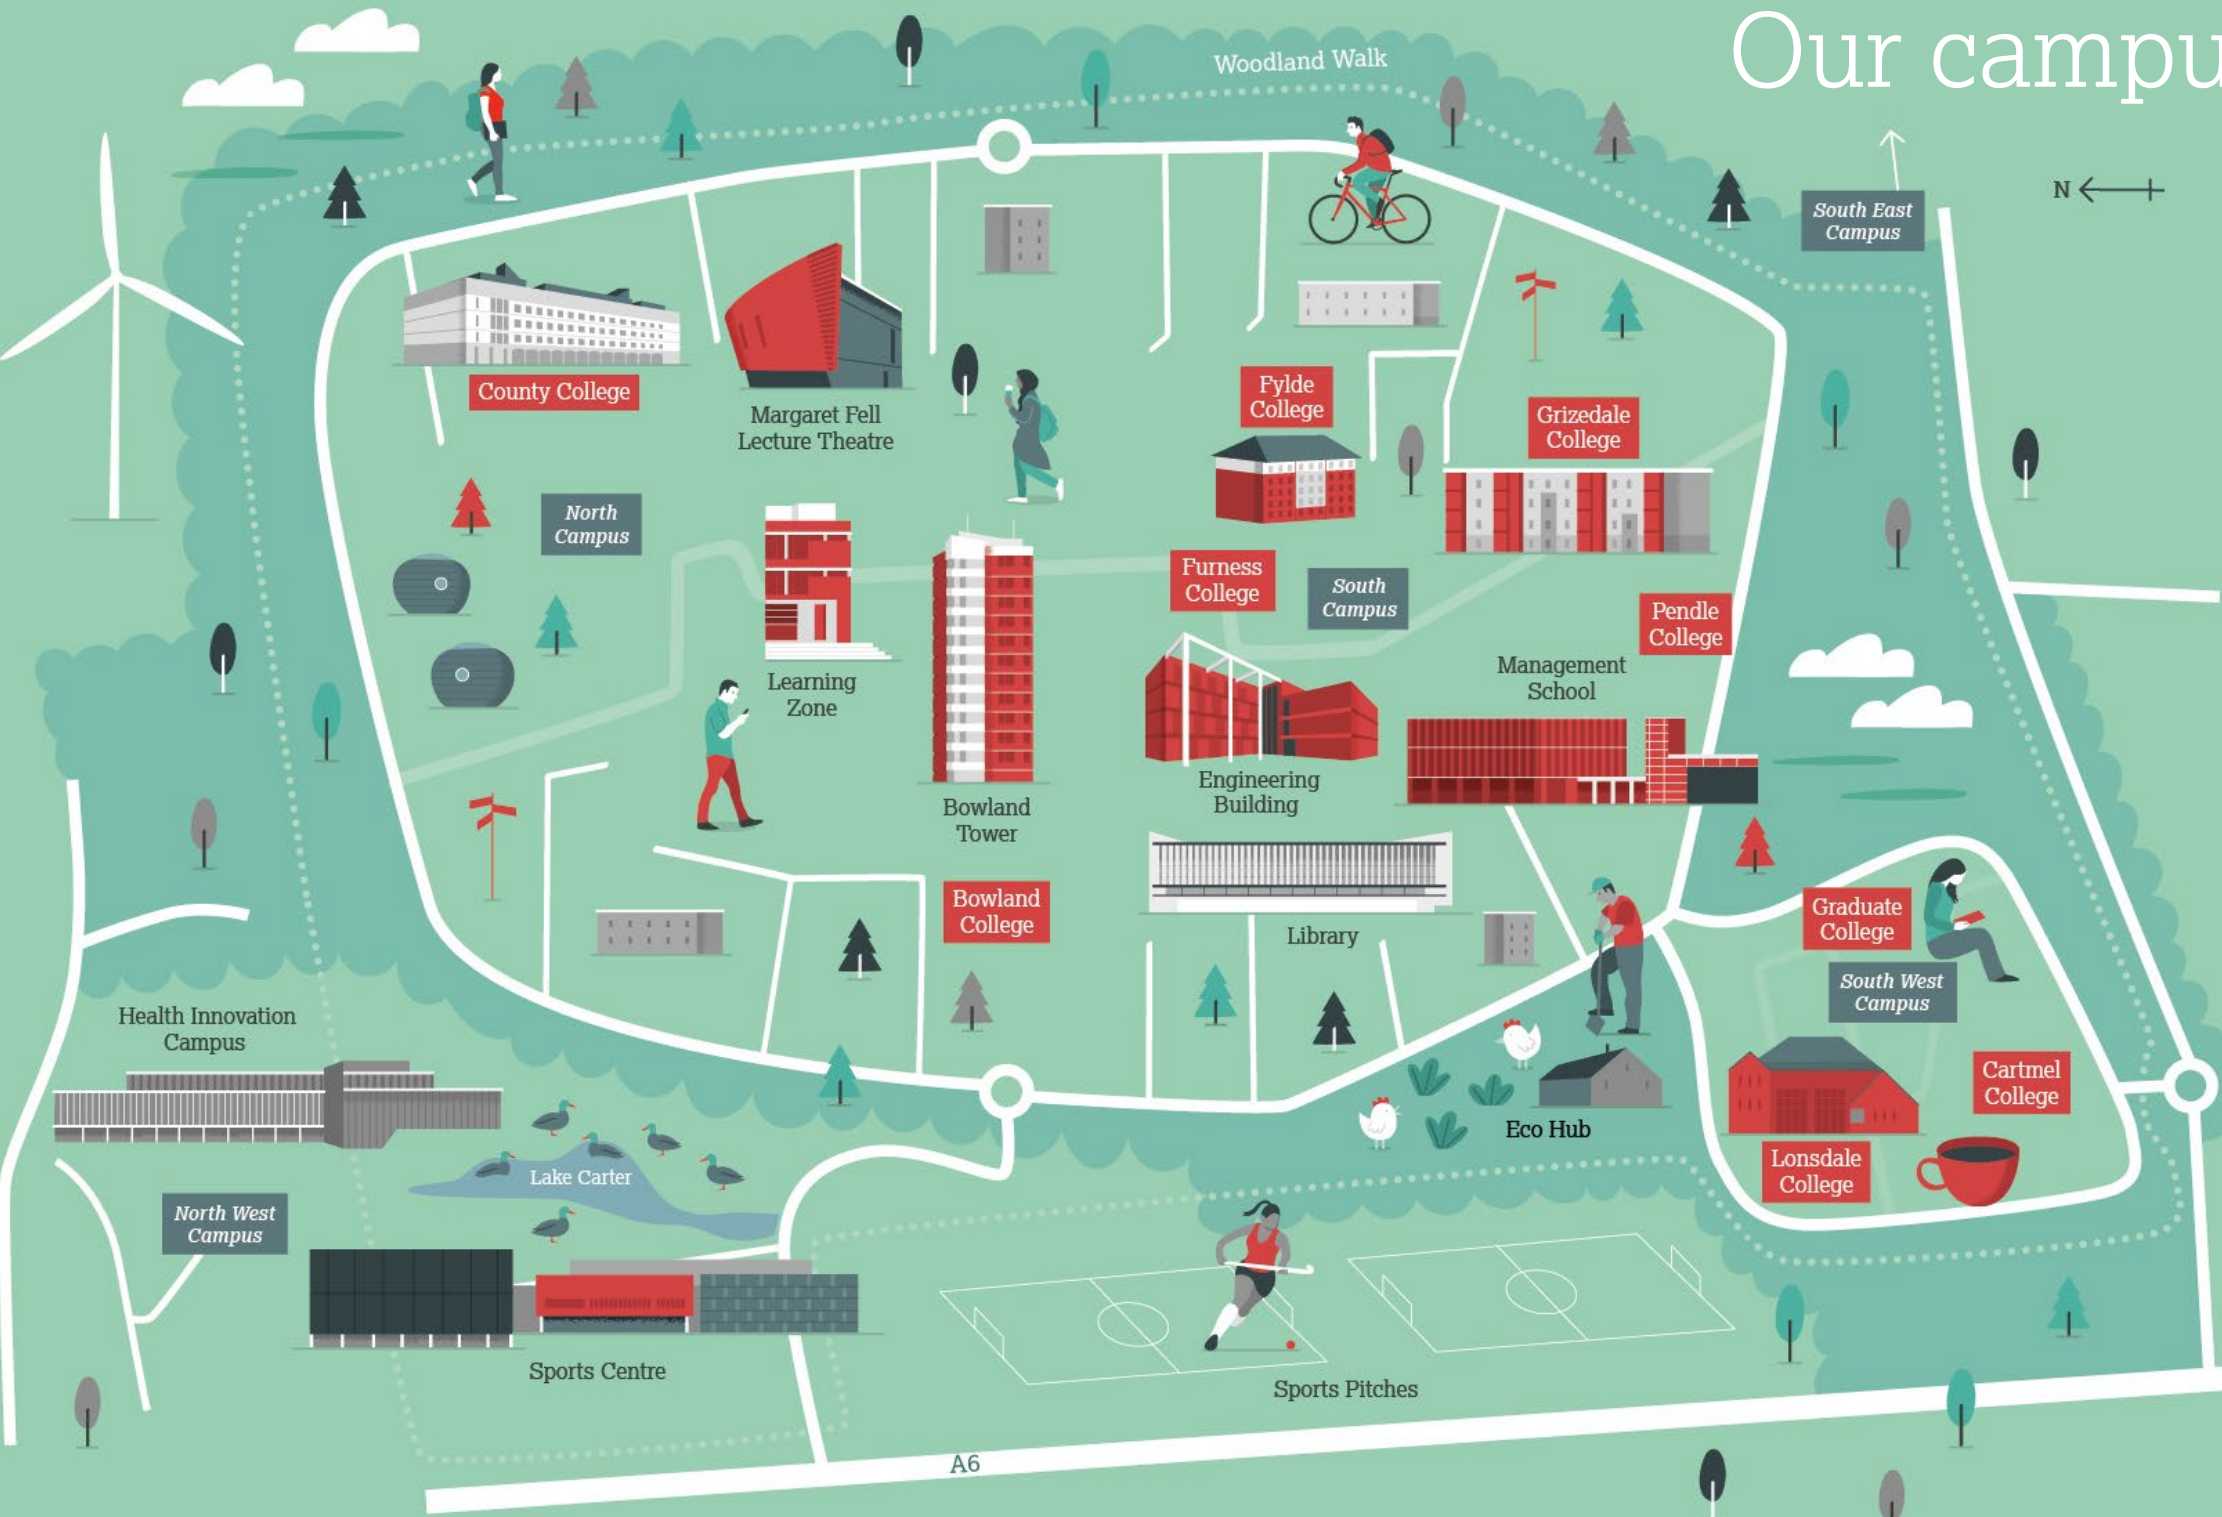 Our campu
Woodland Walk
N
South East
Campus
County College
Margaret Fell
Lecture Theatre
Fylde
College
Grizedale
College
North
Campus
Furness
College
South
Campus
Pendle
College
Learning
Zone
Management
School
Engineering
Building
Bowland
Tower
Bowland
College
Library
Graduate
College
South West
Campus
Health Innovation
Campus
Cartmel
College
Eco Hub
Lonsdale
College
Lake Carter
North West
Campus
Sports Centre
Sports Pitches
A6